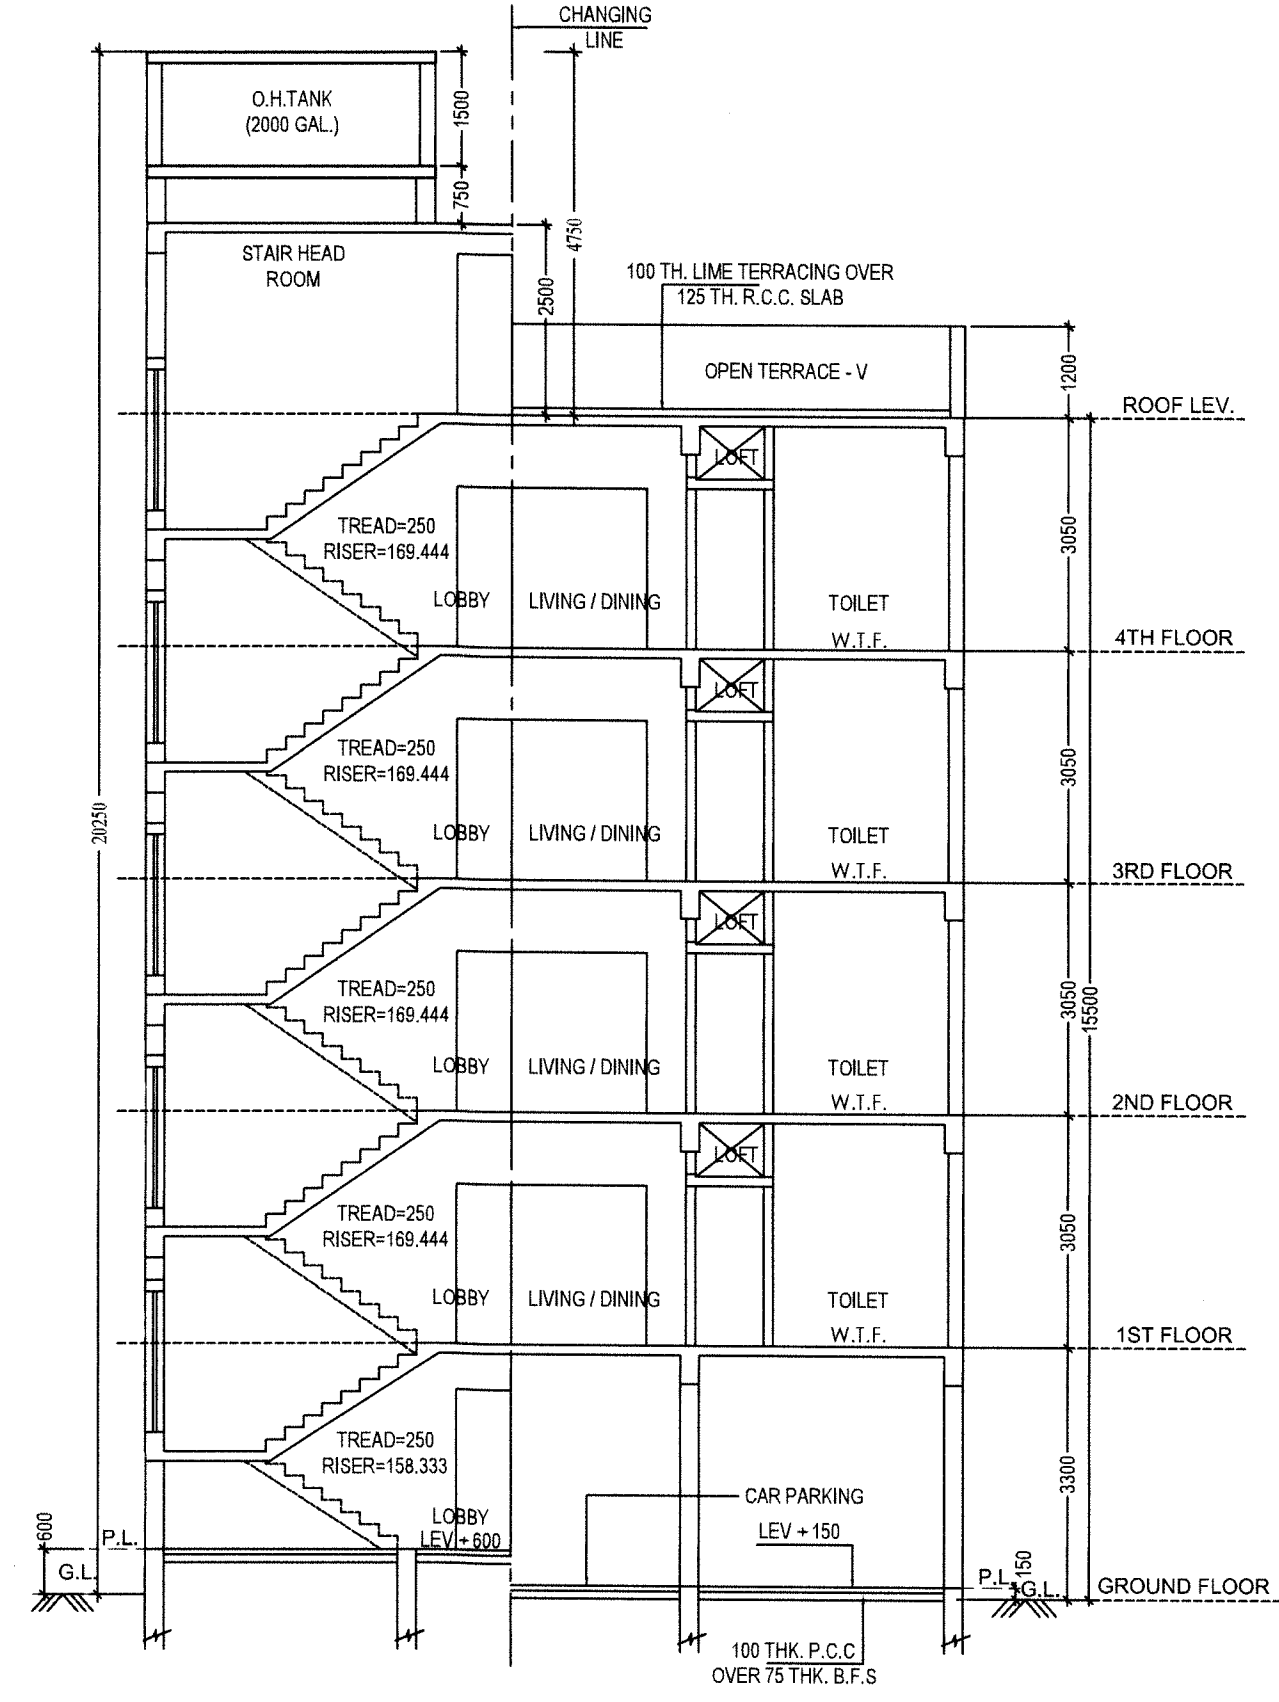 CHANGING
LINE
O.H.TANK
(2000 GAL.)
1500
750
4750
STAIR HEAD
ROOM
2500
100 TH. LIME TERRACING OVER
125 TH. R.C.C. SLAB
OPEN TERRACE - V
1200
ROOF LEV.
LOFT
TREAD=250
RISER=169.444
3050
LOBBY
LIVING / DINING
TOILET
W.T.F.
4TH FLOOR
LOFT
TREAD=250
RISER=169.444
3050
20250
LOBBY
LIVING / DINING
TOILET
W.T.F.
3RD FLOOR
LOFT
TREAD=250
RISER=169.444
3050
15500
LOBBY
LIVING / DINING
TOILET
W.T.F.
2ND FLOOR
LOFT
TREAD=250
RISER=169.444
3050
LOBBY
LIVING / DINING
TOILET
W.T.F.
1ST FLOOR
TREAD=250
RISER=158.333
3300
CAR PARKING
LOBBY
LEV +600
LEV +150
600
P.L.
G.L.
P.L.
150
G.L.
GROUND FLOOR
100 THK. P.C.C
OVER 75 THK. B.F.S